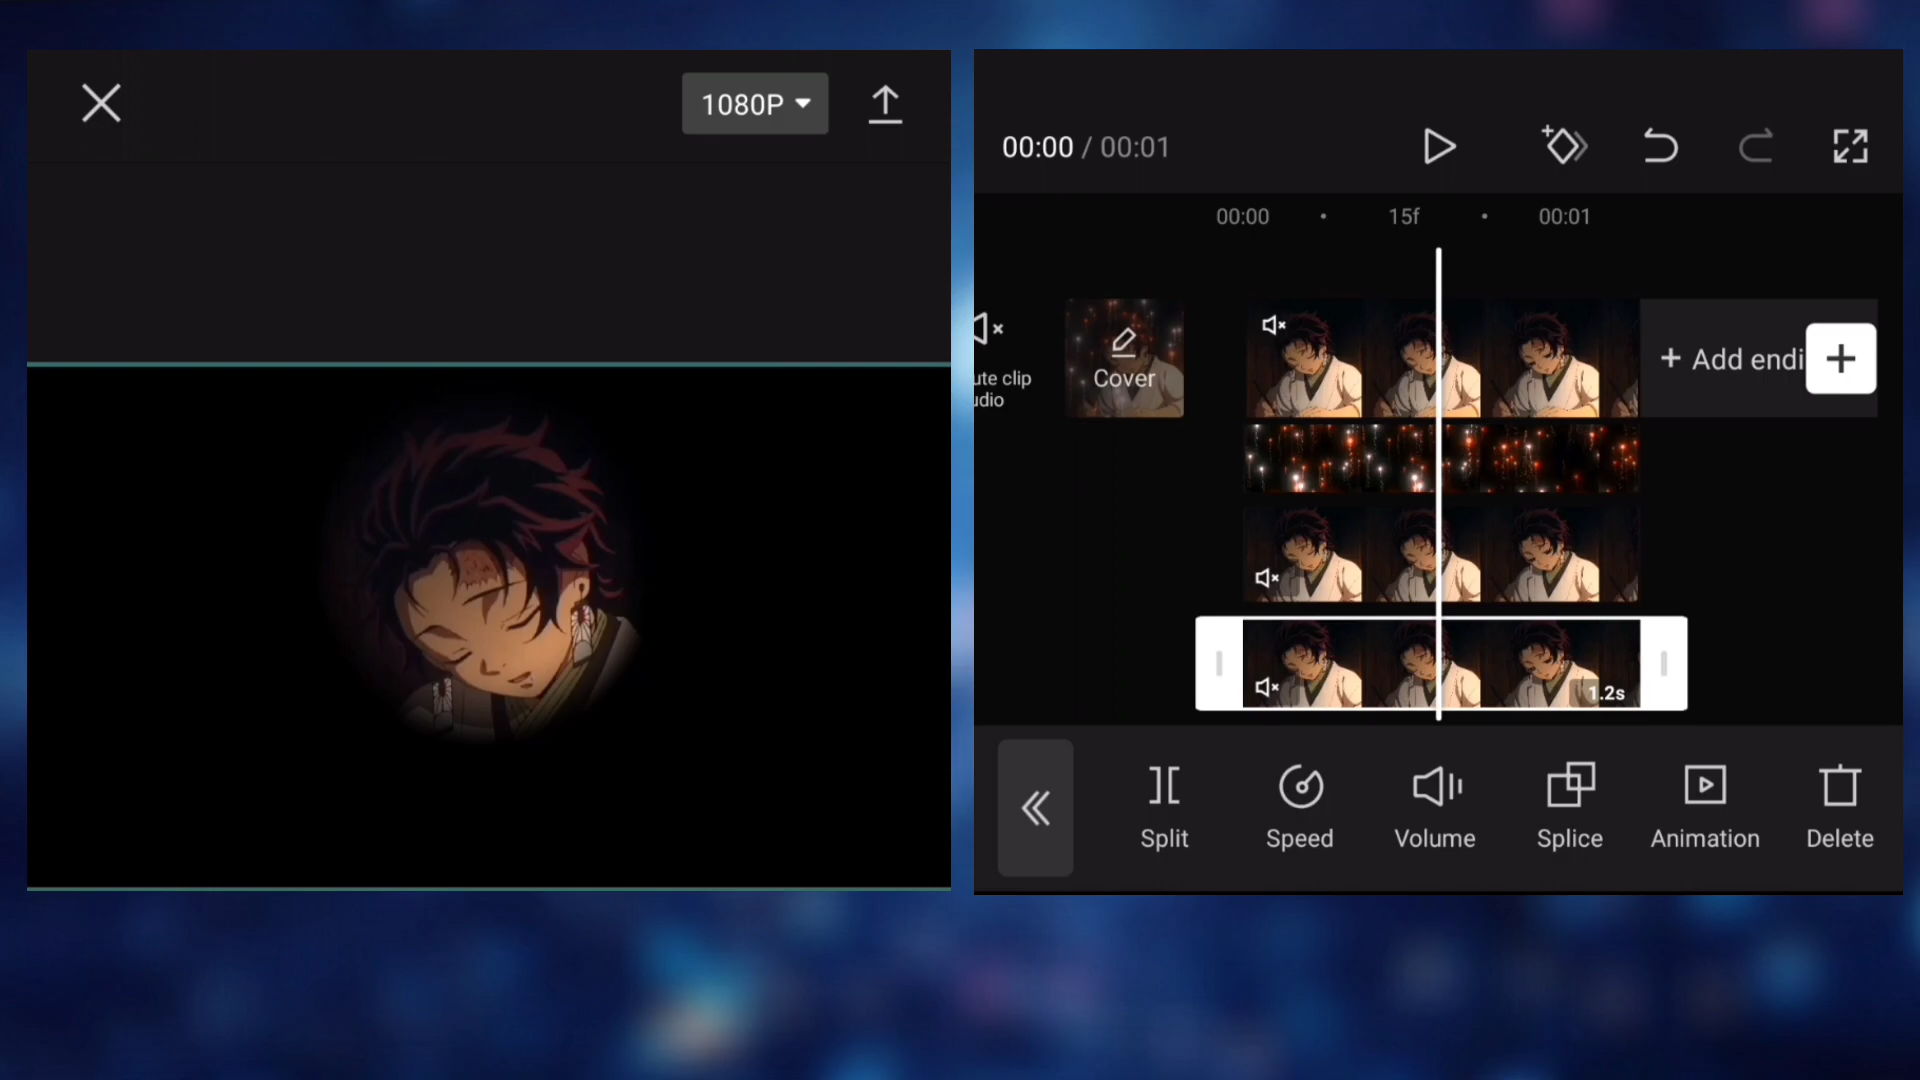 1080P
00:00 / 00:01
00:00 15f 00:01
ute clip
udio
Cover
+ Add endi
1.2s
Split
Speed
Volume
Splice
Animation
Delete